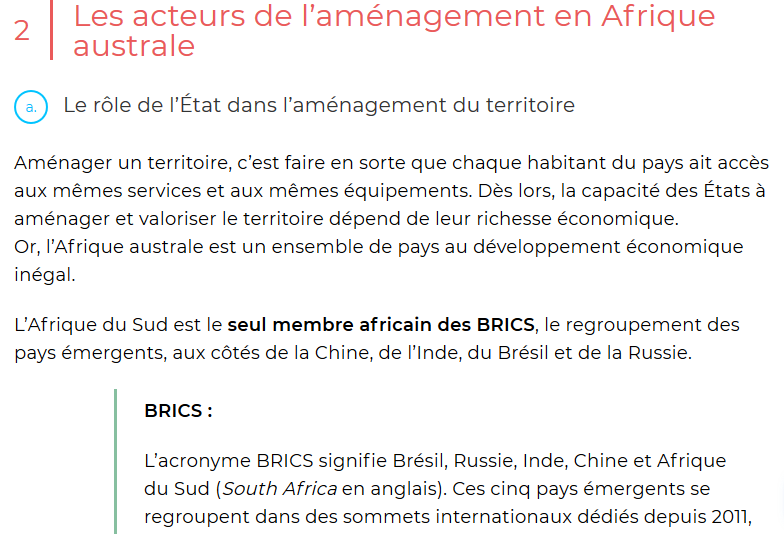 2
Les acteurs de l’aménagement en Afrique
australe
a.
Le rôle de l’État dans l’aménagement du territoire
Aménager un territoire, c’est faire en sorte que chaque habitant du pays ait accès
aux mêmes services et aux mêmes équipements. Dès lors, la capacité des États à
aménager et valoriser le territoire dépend de leur richesse économique.
Or, l’Afrique australe est un ensemble de pays au développement économique
inégal.
L’Afrique du Sud est le seul membre africain des BRICS, le regroupement des
pays émergents, aux côtés de la Chine, de l’Inde, du Brésil et de la Russie.
BRICS :
L’acronyme BRICS signifie Brésil, Russie, Inde, Chine et Afrique
du Sud (South Africa en anglais). Ces cinq pays émergents se
regroupent dans des sommets internationaux dédiés depuis 2011,